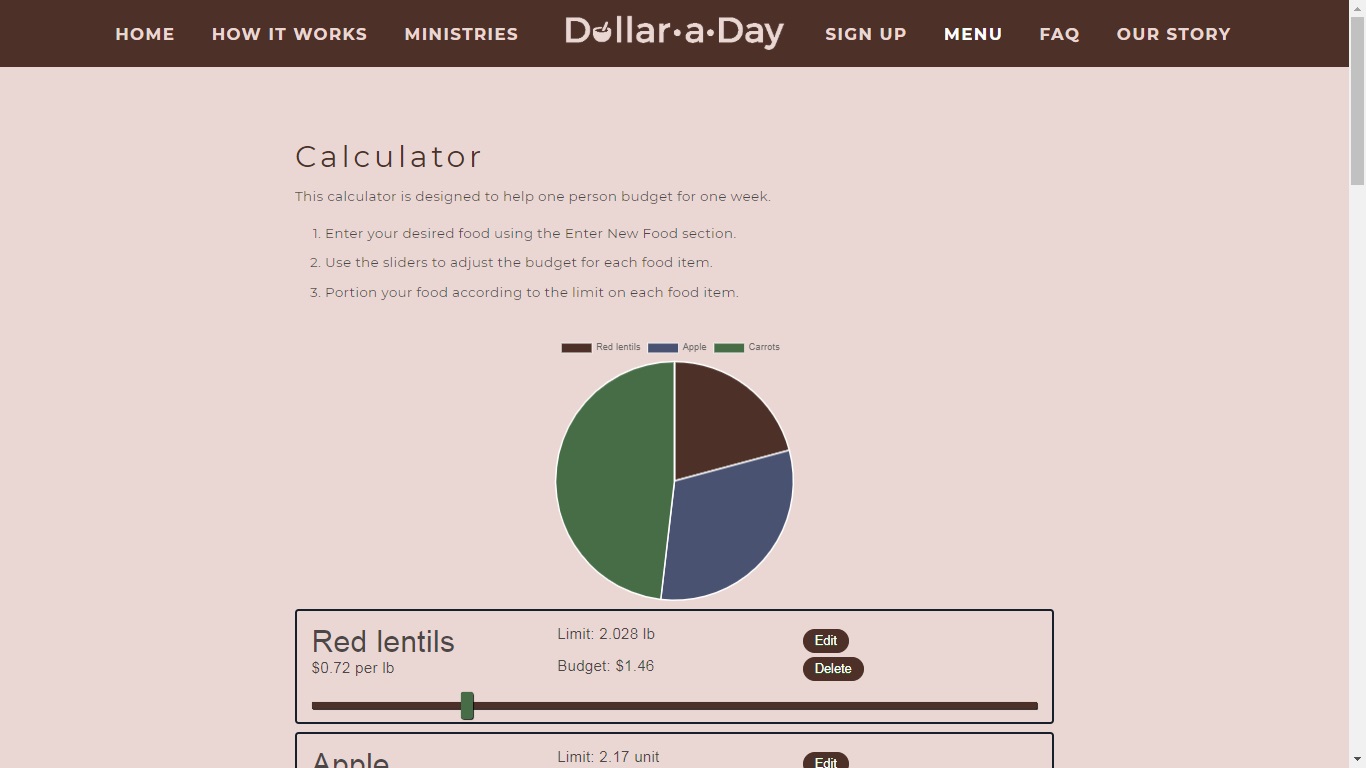 HOME HOW IT WORKS MINISTRIES Dollar·a·Day SIGN UP MENU FAQ OUR STORY
Calculator
This calculator is designed to help one person budget for one week.
1. Enter your desired food using the Enter New Food section.
2. Use the sliders to adjust the budget for each food item.
3. Portion your food according to the limit on each food item.
Red lentils Apple Carrots
Red lentils
$0.72 per lb
Limit: 2.028 lb
Budget: $1.46
Edit
Delete
Apple
Limit: 2.17 unit
Edit